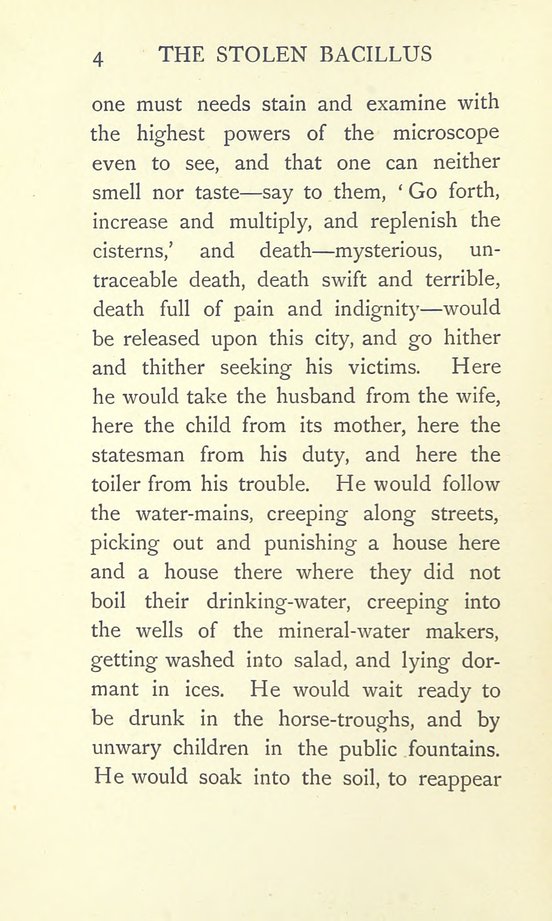 4 THE STOLEN BACILLUS
one must needs stain and examine with
the highest powers of the microscope
even to see, and that one can neither
smell nor taste—say to them, ‘Go forth,
increase and multiply, and replenish the
cisterns,’ and death—mysterious, un-
traceable death, death swift and terrible,
death full of pain and indignity—would
be released upon this city, and go hither
and thither seeking his victims. Here
he would take the husband from the wife,
here the child from its mother, here the
statesman from his duty, and here the
toiler from his trouble. He would follow
the water-mains, creeping along streets,
picking out and punishing a house here
and a house there where they did not
boil their drinking-water, creeping into
the wells of the mineral-water makers,
getting washed into salad, and lying dor-
mant in ices. He would wait ready to
be drunk in the horse-troughs, and by
unwary children in the public fountains.
He would soak into the soil, to reappear